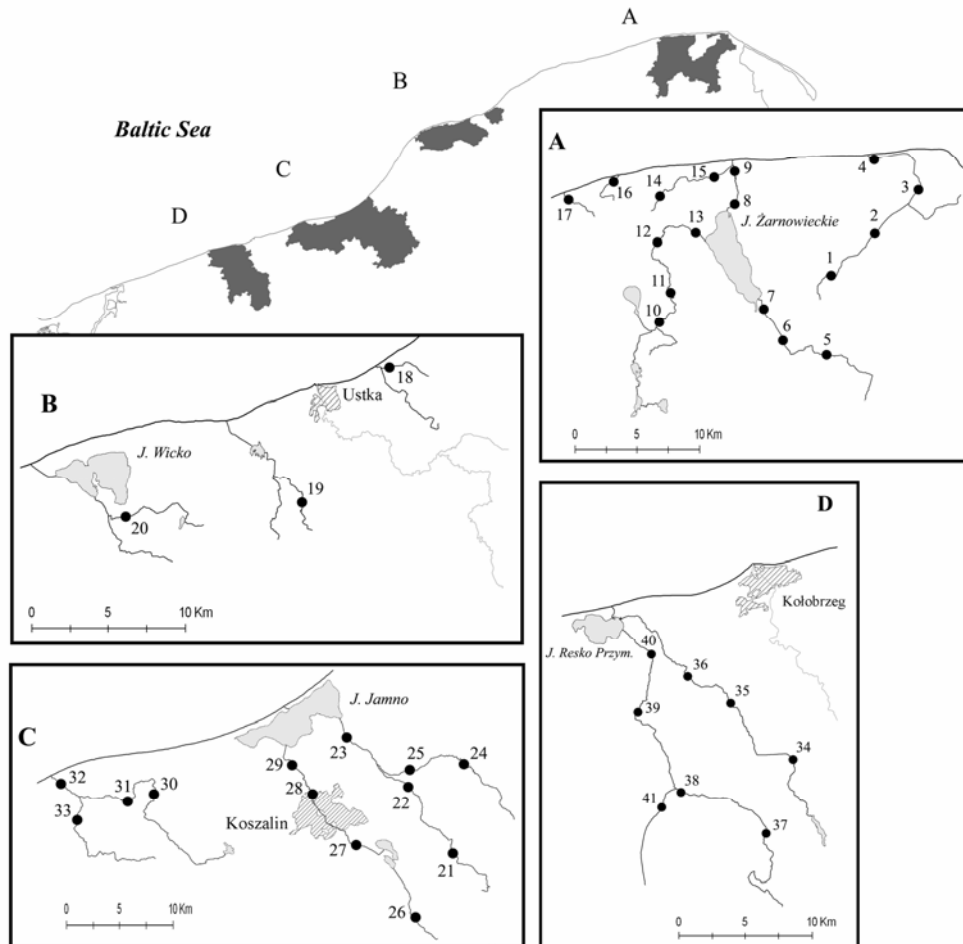 A
B
Baltic Sea
C
D
A
4
15
9
16
14
3
17
8
2
J. Żarnowieckie
13
12
1
11
7
10
6
5
0
5
10 Km
B
18
Ustka
J. Wicko
19
20
0
5
10 Km
D
Kołobrzeg
J. Resko Przym.
40
36
35
39
34
38
41
37
0
5
10 Km
C
J. Jamno
23
25
24
32
29
31
30
22
28
33
Koszalin
27
21
26
0
5
10 Km